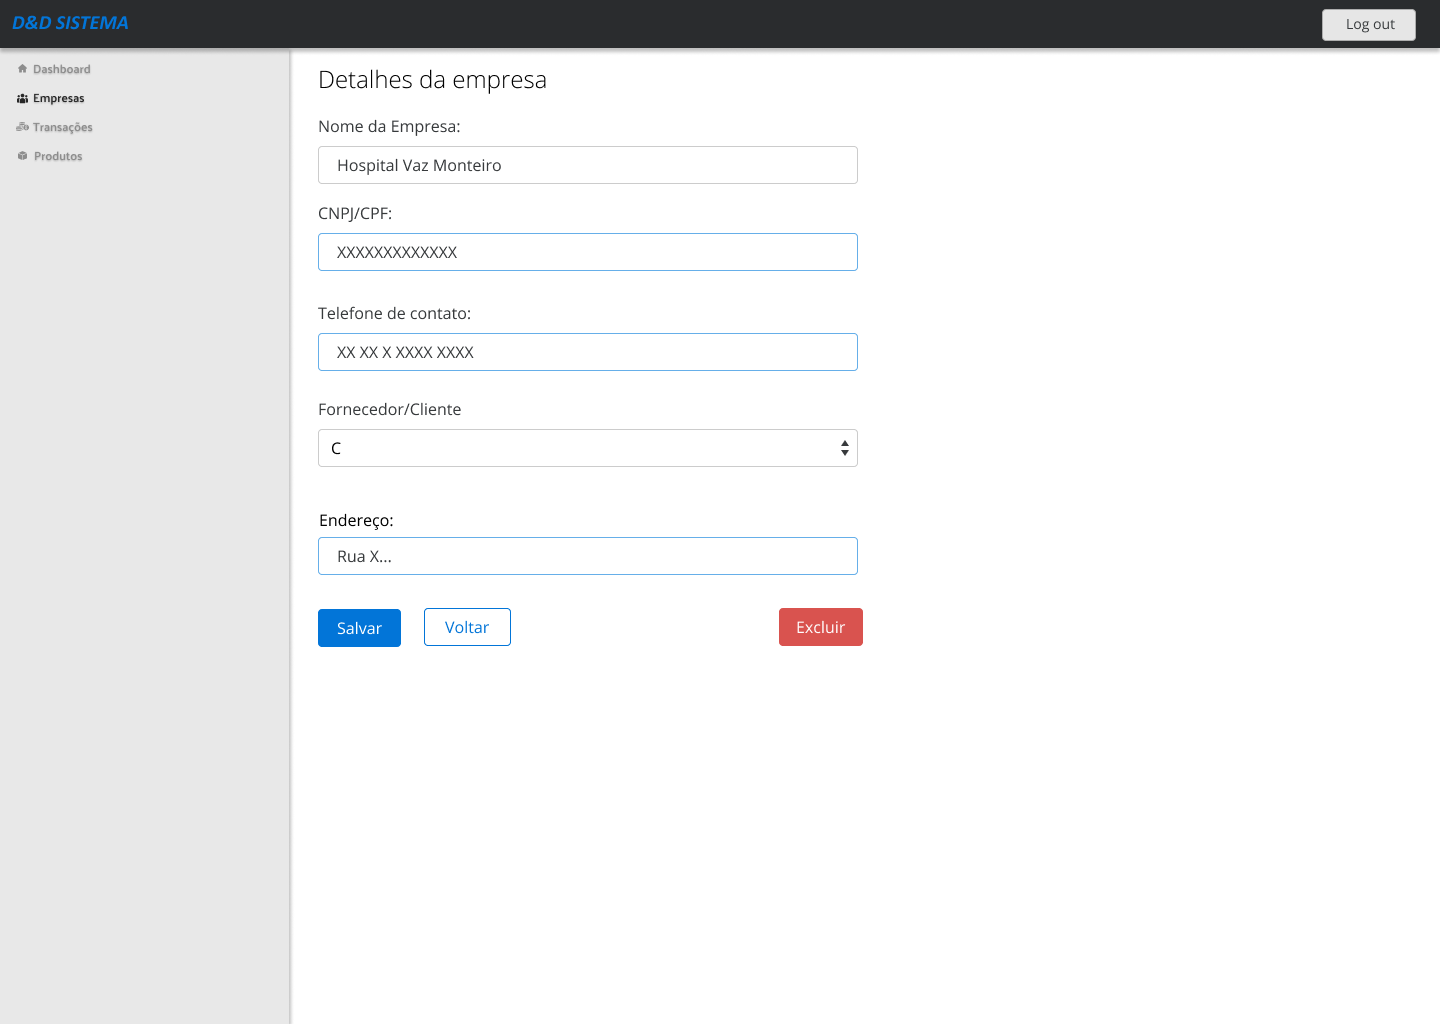 D&D SISTEMA
Log out
Dashboard
Empresas
Transações
Produtos
Detalhes da empresa
Nome da Empresa:
Hospital Vaz Monteiro
CNPJ/CPF:
XXXXXXXXXXXXX
Telefone de contato:
XX XX X XXXX XXXX
Fornecedor/Cliente
C
Endereço:
Rua X...
Salvar
Voltar
Excluir